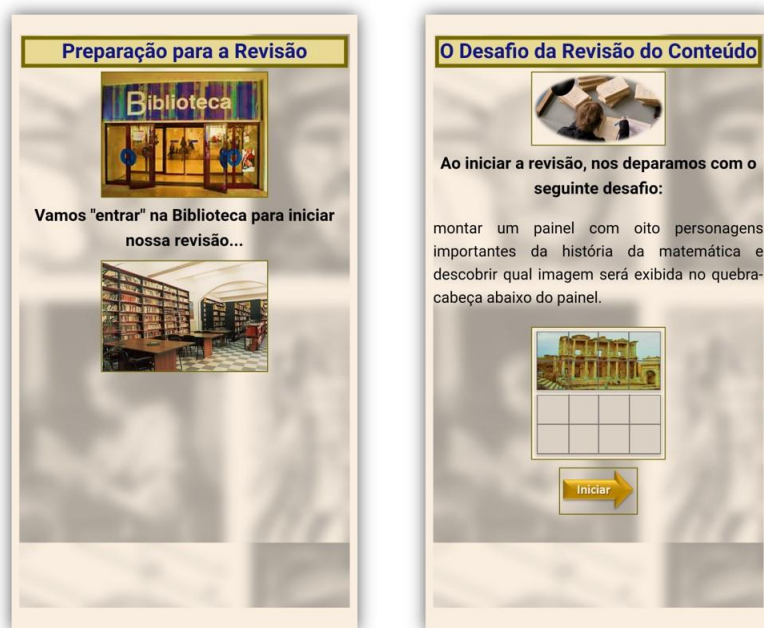 Preparação para a Revisão
Biblioteca
Vamos "entrar" na Biblioteca para iniciar
nossa revisão...
O Desafio da Revisão do Conteúdo
Ao iniciar a revisão, nos deparamos com o
seguinte desafio:
montar um painel com oito personagens
importantes da história da matemática e
descobrir qual imagem será exibida no quebra-
cabeça abaixo do painel.
Iniciar